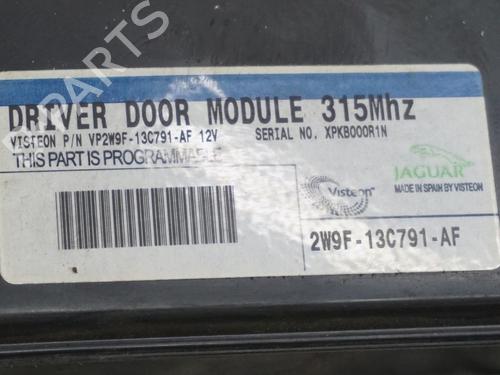 DRIVER DOOR MODULE 315Mhz
VISTEON P/N VP2W9F-13C791-AF 12V SERIAL NO. XPKB000R1N
THIS PART IS PROGRAMMABLE
Visteon
JAGUAR
MADE IN SPAIN BY VISTEON
2W9F-13C791-AF
PARTS